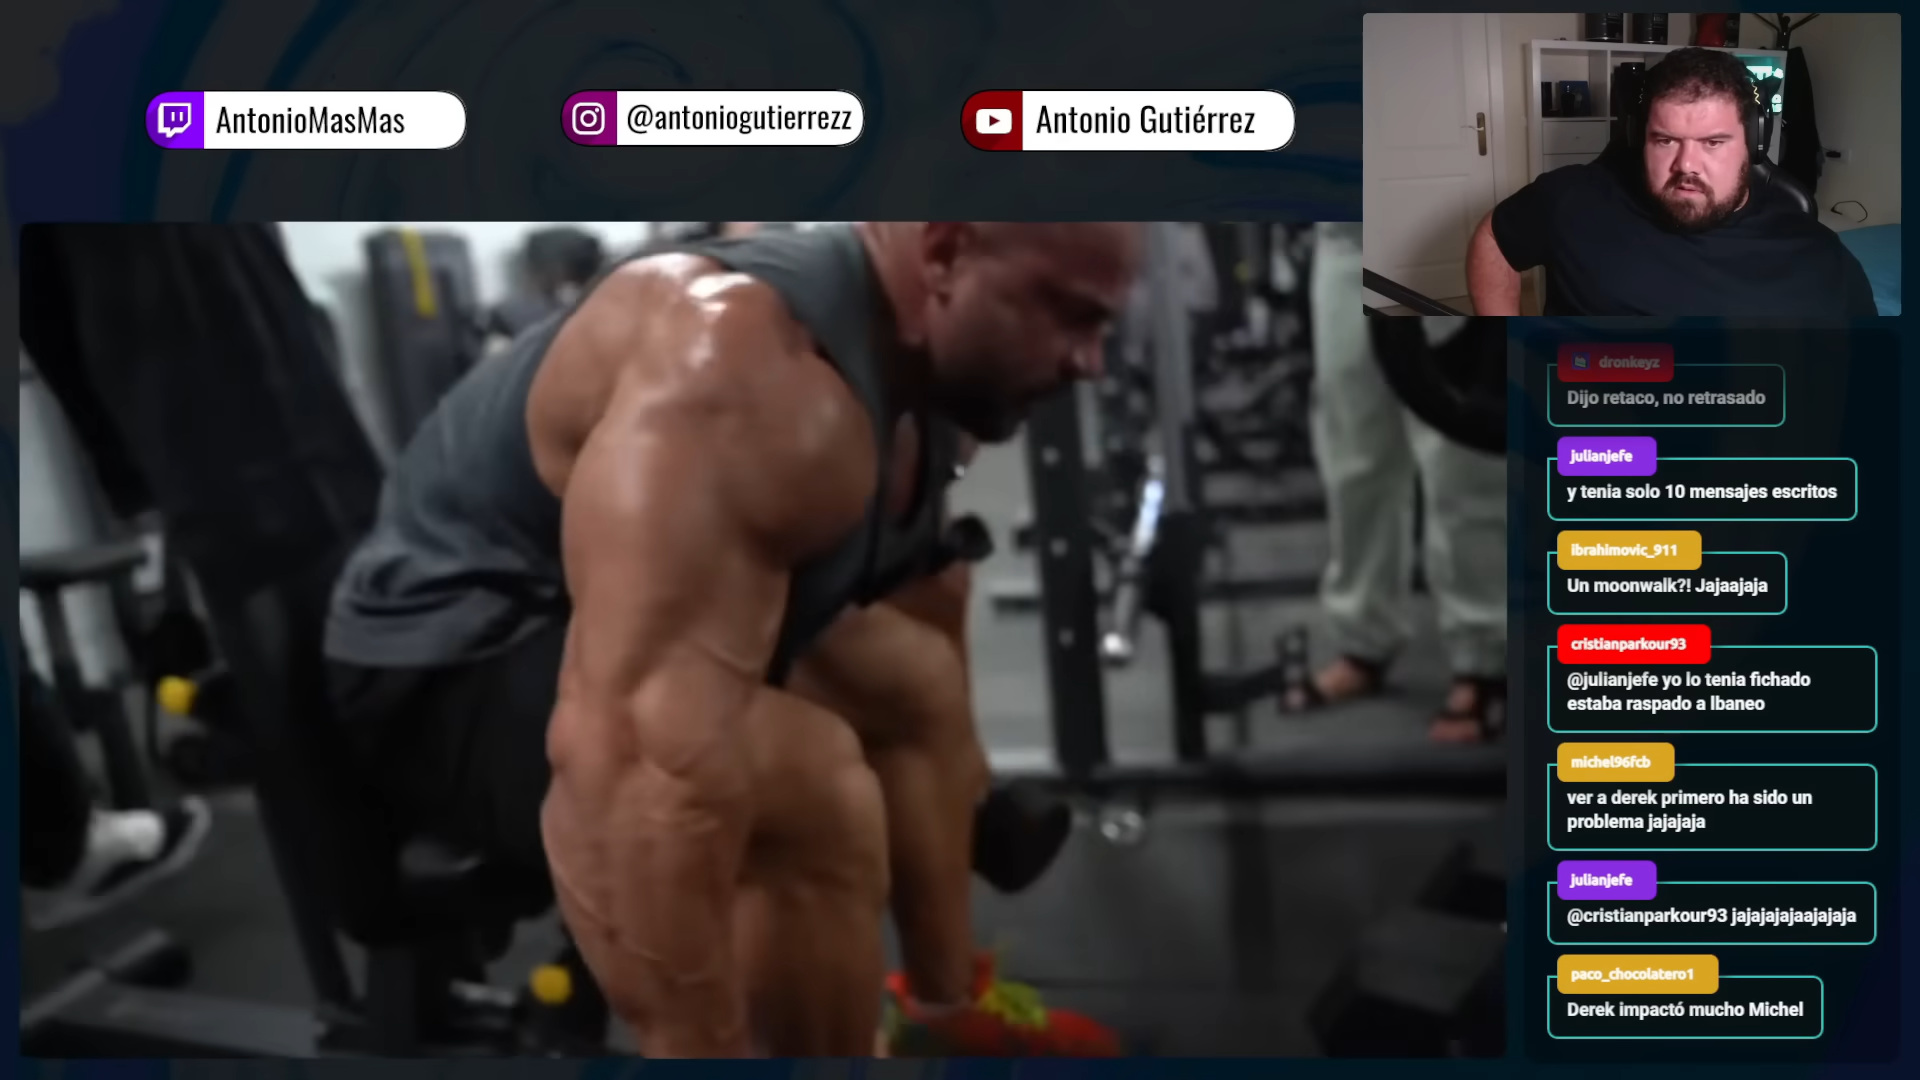 AntonioMasMas
@antoniogutierrezz
Antonio Gutiérrez
dronkeyz
Dijo retaco, no retrasado
julianjefe
y tenia solo 10 mensajes escritos
ibrahimovic_911
Un moonwalk?! Jajaajaja
cristianparkour93
@julianjefe yo lo tenia fichado
estaba raspado a lbaneo
michel96fcb
ver a derek primero ha sido un
problema jajajaja
julianjefe
@cristianparkour93 jajajajajaajajaja
paco_chocolatero1
Derek impactó mucho Michel